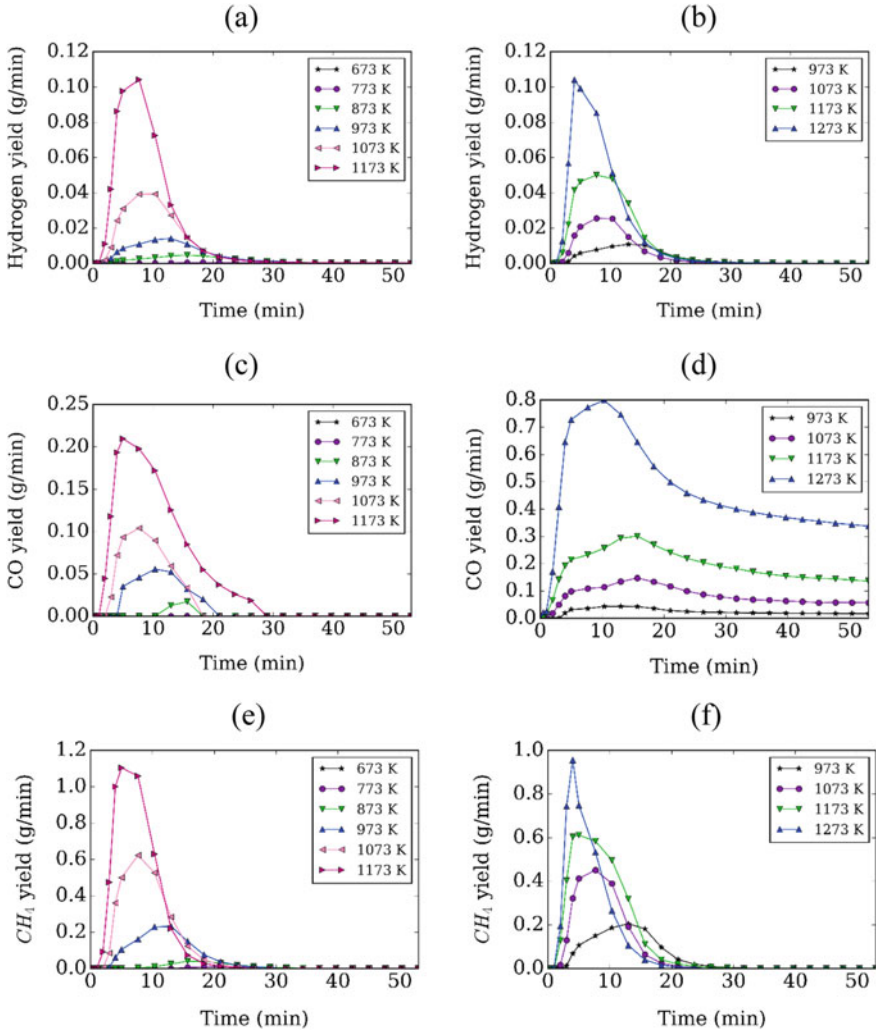 (a)
Hydrogen yield (g/min)
0.12
0.10
0.08
0.06
0.04
0.02
0.00
673 K
773 K
873 K
973 K
1073 K
1173 K
0 10 20 30 40 50
Time (min)
(b)
Hydrogen yield (g/min)
0.12
0.10
0.08
0.06
0.04
0.02
0.00
973 K
1073 K
1173 K
1273 K
0 10 20 30 40 50
Time (min)
(c)
CO yield (g/min)
0.25
0.20
0.15
0.10
0.05
0.00
673 K
773 K
873 K
973 K
1073 K
1173 K
0 10 20 30 40 50
Time (min)
(d)
CO yield (g/min)
0.8
0.7
0.6
0.5
0.4
0.3
0.2
0.1
0.0
973 K
1073 K
1173 K
1273 K
0 10 20 30 40 50
Time (min)
(e)
CH₄ yield (g/min)
1.2
1.0
0.8
0.6
0.4
0.2
0.0
673 K
773 K
873 K
973 K
1073 K
1173 K
0 10 20 30 40 50
Time (min)
(f)
CH₄ yield (g/min)
1.0
0.8
0.6
0.4
0.2
0.0
973 K
1073 K
1173 K
1273 K
0 10 20 30 40 50
Time (min)